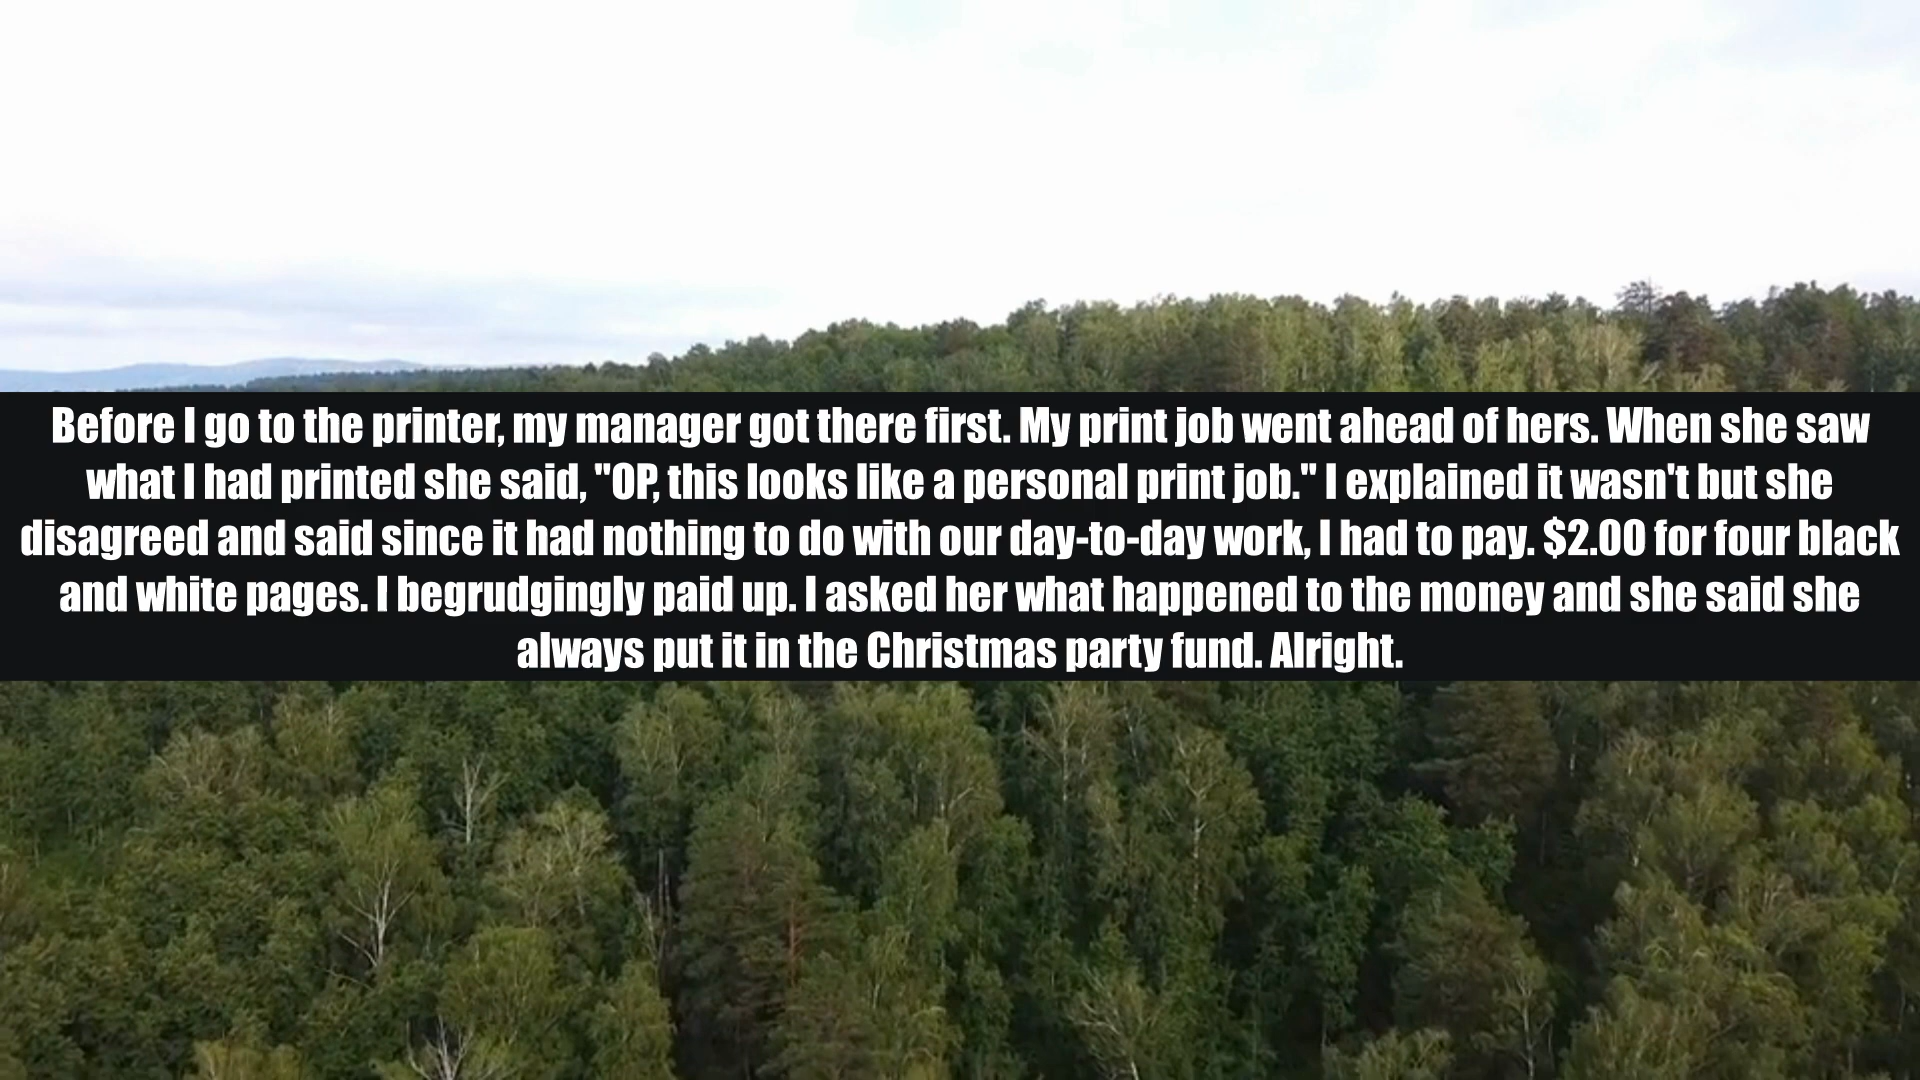 Before I go to the printer, my manager got there first. My print job went ahead of hers. When she saw
what I had printed she said, "OP, this looks like a personal print job." I explained it wasn't but she
disagreed and said since it had nothing to do with our day-to-day work, I had to pay. $2.00 for four black
and white pages. I begrudgingly paid up. I asked her what happened to the money and she said she
always put it in the Christmas party fund. Alright.